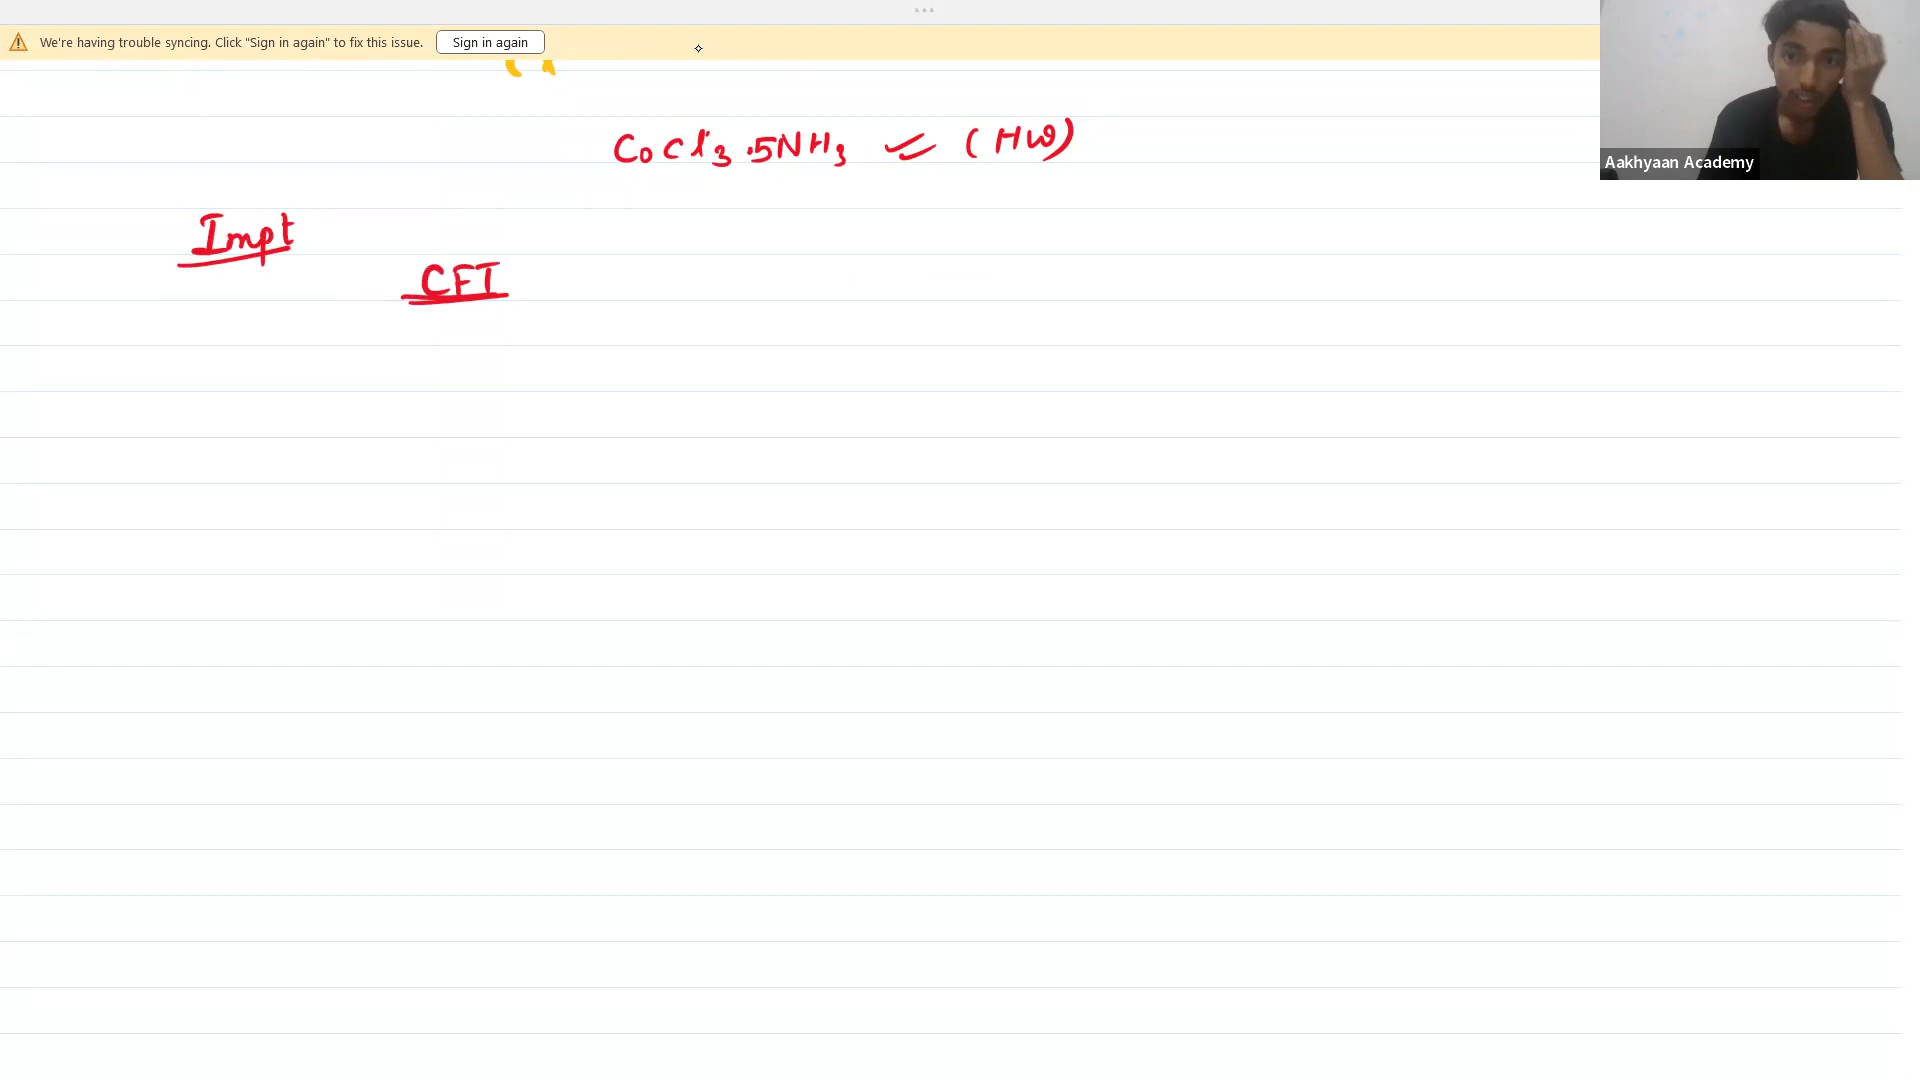 We're having trouble syncing. Click "Sign in again" to fix this issue. Sign in again
CoCl3.5NH3 (HW)
Aakhyaan Academy
Impt
CFT